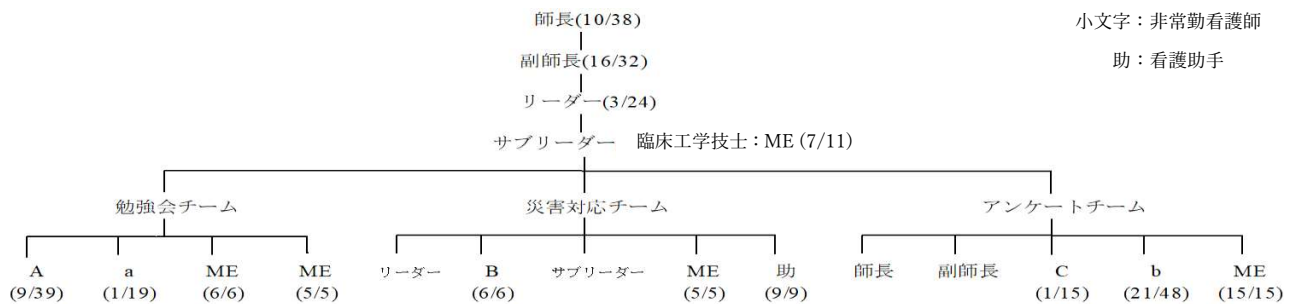 師長(10/38)
小文字：非常勤看護師
副師長(16/32)
助：看護助手
リーダー(3/24)
サブリーダー 臨床工学技士：ME (7/11)
勉強会チーム 災害対応チーム アンケートチーム
A a ME ME リーダー B サブリーダー ME 助 師長 副師長 C b ME
(9/39) (1/19) (6/6) (5/5) (6/6) (5/5) (9/9) (1/15) (21/48) (15/15)